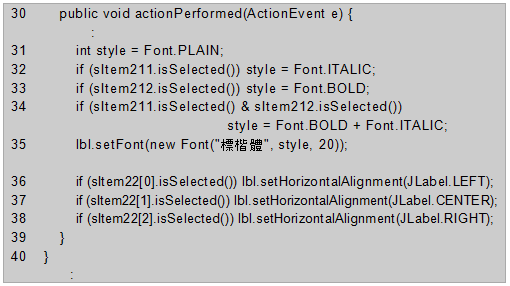 30 public void actionPerformed(ActionEvent e) {
:
31 int style = Font.PLAIN;
32 if (sItem211.isSelected()) style = Font.ITALIC;
33 if (sItem212.isSelected()) style = Font.BOLD;
34 if (sItem211.isSelected() & sItem212.isSelected())
style = Font.BOLD + Font.ITALIC;
35 lbl.setFont(new Font("標楷體", style, 20));
36 if (sItem22[0].isSelected()) lbl.setHorizontalAlignment(JLabel.LEFT);
37 if (sItem22[1].isSelected()) lbl.setHorizontalAlignment(JLabel.CENTER);
38 if (sItem22[2].isSelected()) lbl.setHorizontalAlignment(JLabel.RIGHT);
39 }
40 }
: